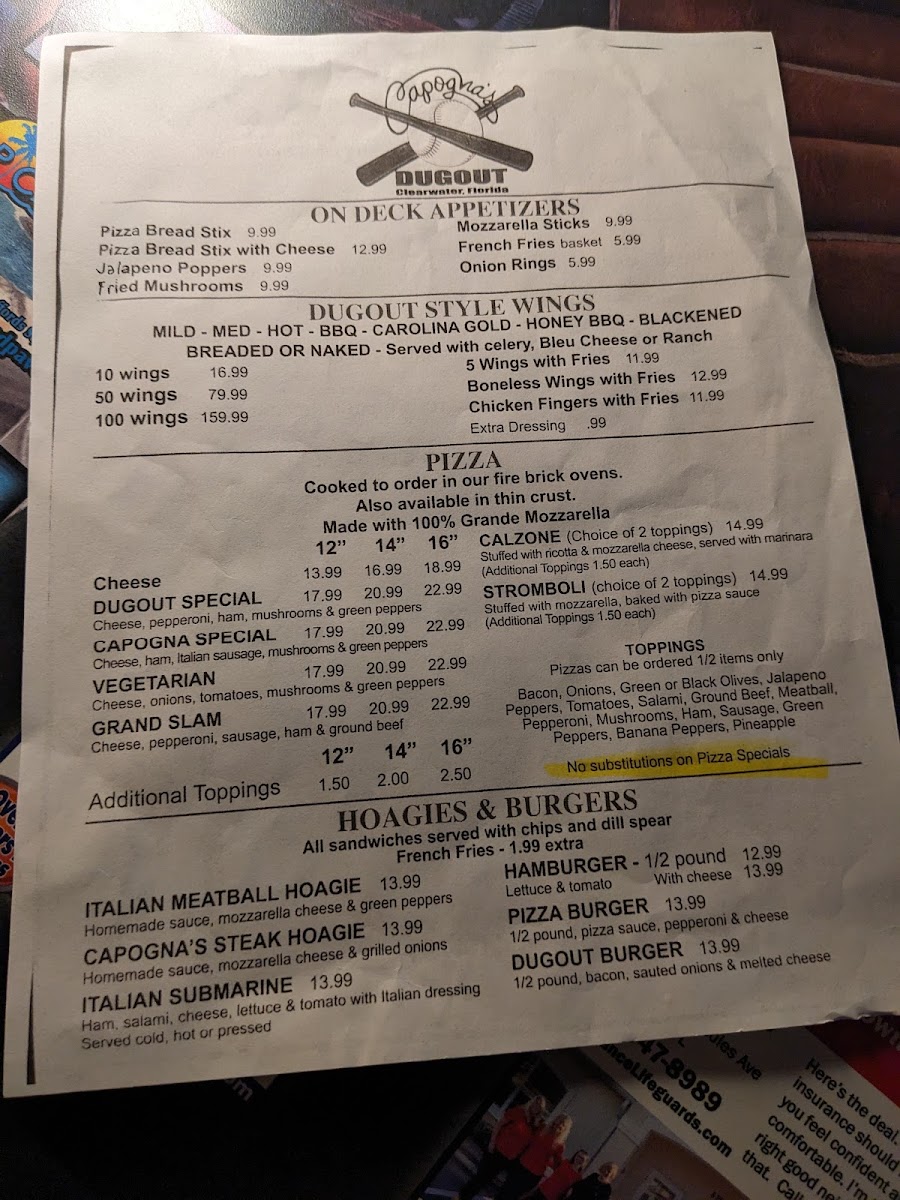 Capogna's
DUGOUT
Clearwater, Florida
ON DECK APPETIZERS
Pizza Bread Stix 9.99
Pizza Bread Stix with Cheese 12.99
Jalapeno Poppers 9.99
Fried Mushrooms 9.99
Mozzarella Sticks 9.99
French Fries basket 5.99
Onion Rings 5.99
DUGOUT STYLE WINGS
MILD - MED - HOT - BBQ - CAROLINA GOLD - HONEY BBQ - BLACKENED
BREADED OR NAKED - Served with celery, Bleu Cheese or Ranch
10 wings 16.99
50 wings 79.99
100 wings 159.99
5 Wings with Fries 11.99
Boneless Wings with Fries 12.99
Chicken Fingers with Fries 11.99
Extra Dressing .99
PIZZA
Cooked to order in our fire brick ovens.
Also available in thin crust.
Made with 100% Grande Mozzarella
12" 14" 16"
Cheese 13.99 16.99 18.99
DUGOUT SPECIAL 17.99 20.99 22.99
Cheese, pepperoni, ham, mushrooms & green peppers
CAPOGNA SPECIAL 17.99 20.99 22.99
Cheese, ham, Italian sausage, mushrooms & green peppers
VEGETARIAN 17.99 20.99 22.99
Cheese, onions, tomatoes, mushrooms & green peppers
GRAND SLAM 17.99 20.99 22.99
Cheese, pepperoni, sausage, ham & ground beef
12" 14" 16"
Additional Toppings 1.50 2.00 2.50
CALZONE (Choice of 2 toppings) 14.99
Stuffed with ricotta & mozzarella cheese, served with marinara
(Additional Toppings 1.50 each)
STROMBOLI (choice of 2 toppings) 14.99
Stuffed with mozzarella, baked with pizza sauce
(Additional Toppings 1.50 each)
TOPPINGS
Pizzas can be ordered 1/2 items only
Bacon, Onions, Green or Black Olives, Jalapeno
Peppers, Tomatoes, Salami, Ground Beef, Meatball,
Pepperoni, Mushrooms, Ham, Sausage, Green
Peppers, Banana Peppers, Pineapple
No substitutions on Pizza Specials
HOAGIES & BURGERS
All sandwiches served with chips and dill spear
French Fries - 1.99 extra
ITALIAN MEATBALL HOAGIE 13.99
Homemade sauce, mozzarella cheese & green peppers
CAPOGNA'S STEAK HOAGIE 13.99
Homemade sauce, mozzarella cheese & grilled onions
ITALIAN SUBMARINE 13.99
Ham, salami, cheese, lettuce & tomato with Italian dressing
Served cold, hot or pressed
HAMBURGER - 1/2 pound 12.99
Lettuce & tomato With cheese 13.99
PIZZA BURGER 13.99
1/2 pound, pizza sauce, pepperoni & cheese
DUGOUT BURGER 13.99
1/2 pound, bacon, sauted onions & melted cheese
Ave
47-8989
Lifeguards.com
Here's the deal.
insurance should
you feel confident
comfortable. I'm
right good
that. Call